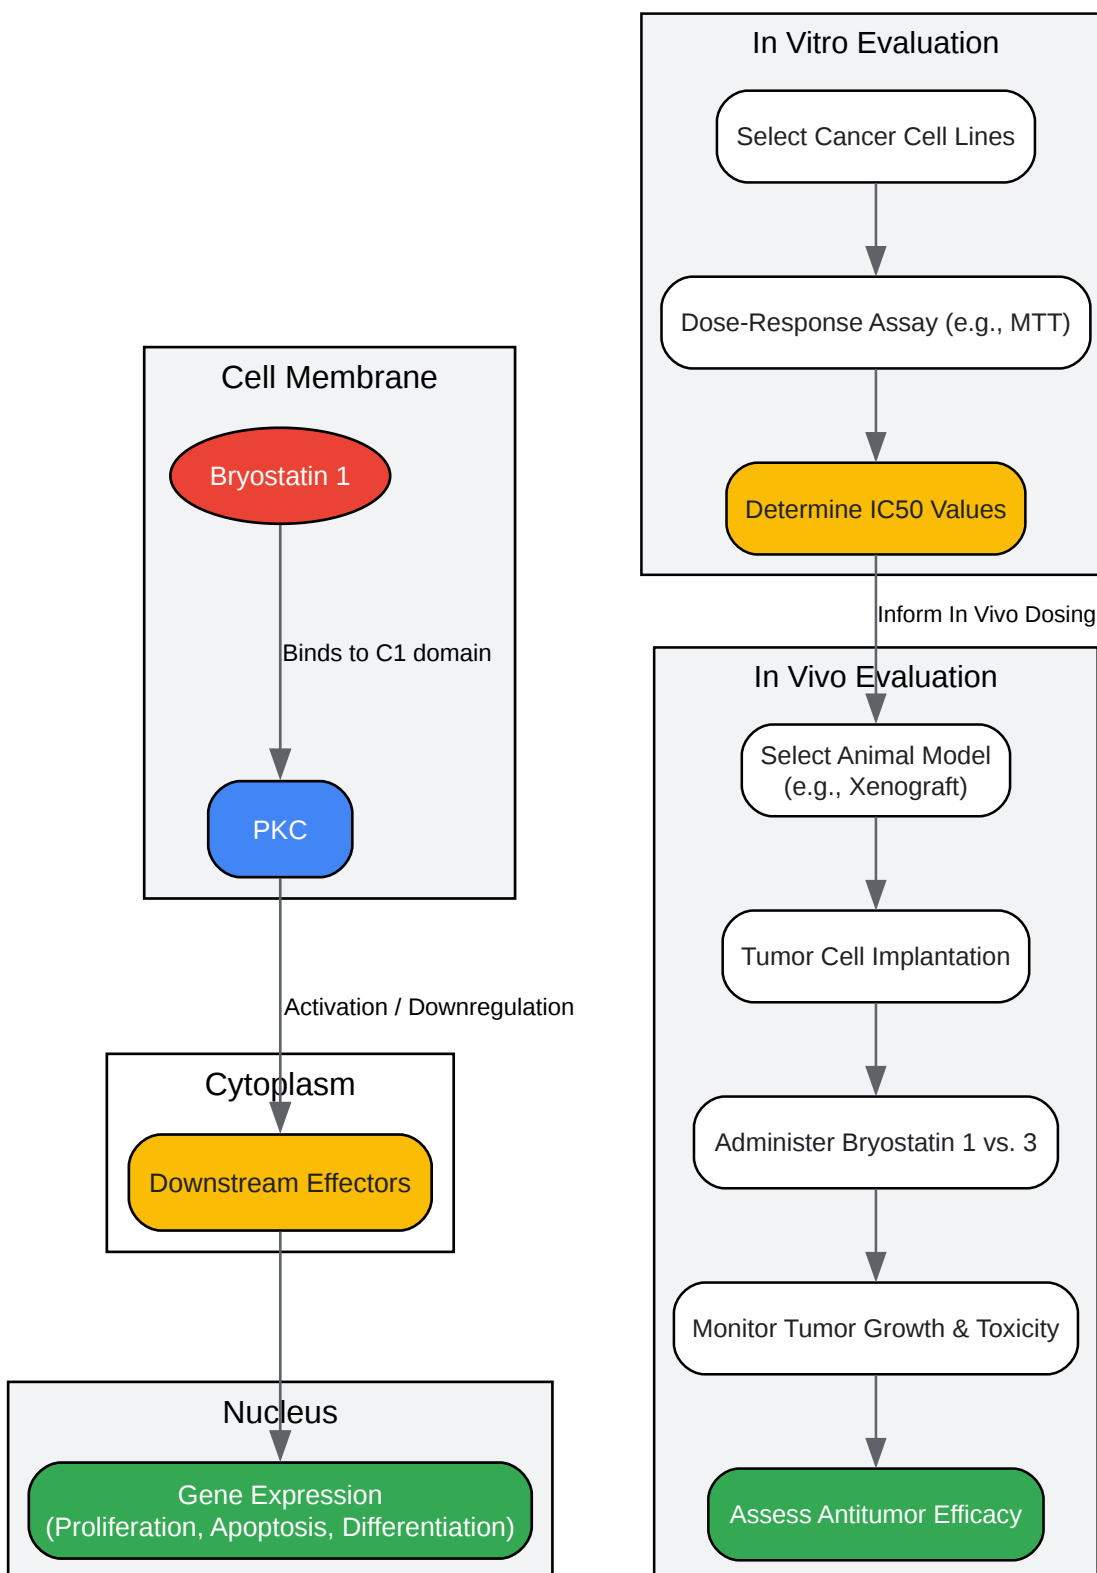 Cell Membrane
Bryostatin 1
Binds to C1 domain
PKC
Activation / Downregulation
Cytoplasm
Downstream Effectors
Nucleus
Gene Expression
(Proliferation, Apoptosis, Differentiation)
In Vitro Evaluation
Select Cancer Cell Lines
Dose-Response Assay (e.g., MTT)
Determine IC50 Values
Inform In Vivo Dosing
In Vivo Evaluation
Select Animal Model
(e.g., Xenograft)
Tumor Cell Implantation
Administer Bryostatin 1 vs. 3
Monitor Tumor Growth & Toxicity
Assess Antitumor Efficacy